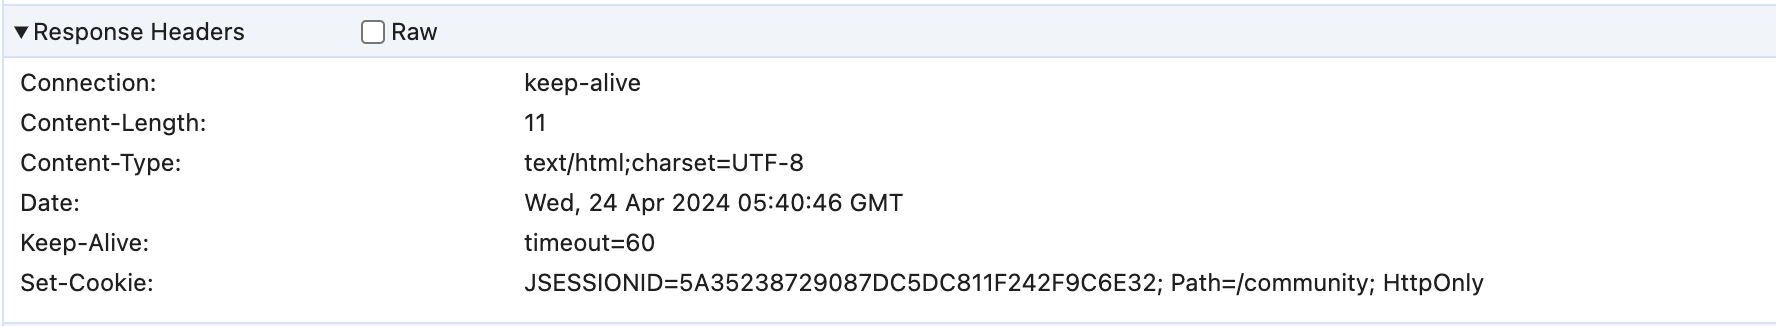 ▼Response Headers Raw
Connection: keep-alive
Content-Length: 11
Content-Type: text/html;charset=UTF-8
Date: Wed, 24 Apr 2024 05:40:46 GMT
Keep-Alive: timeout=60
Set-Cookie: JSESSIONID=5A35238729087DC5DC811F242F9C6E32; Path=/community; HttpOnly